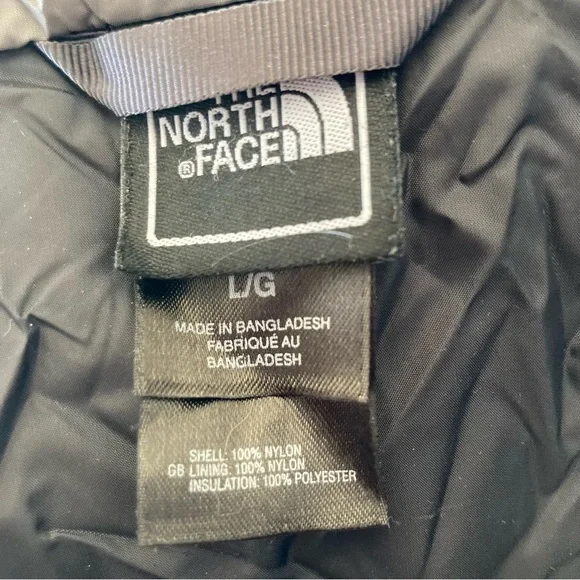 THE
NORTH
® FACE
L/G
MADE IN BANGLADESH
FABRIQUÉ AU
BANGLADESH
SHELL: 100% NYLON
GB LINING: 100% NYLON
INSULATION: 100% POLYESTER